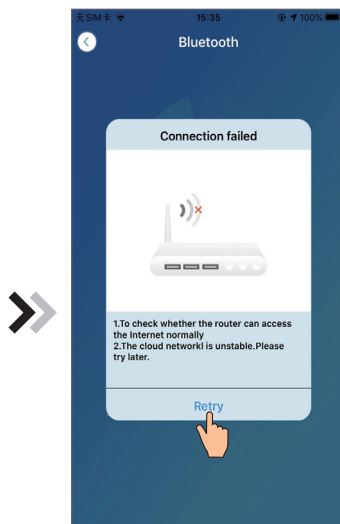 无SIM卡 15:35 100%
Bluetooth
Connection failed
1.To check whether the router can access
the Internet normally
2.The cloud networkl is unstable.Please
try later.
Retry